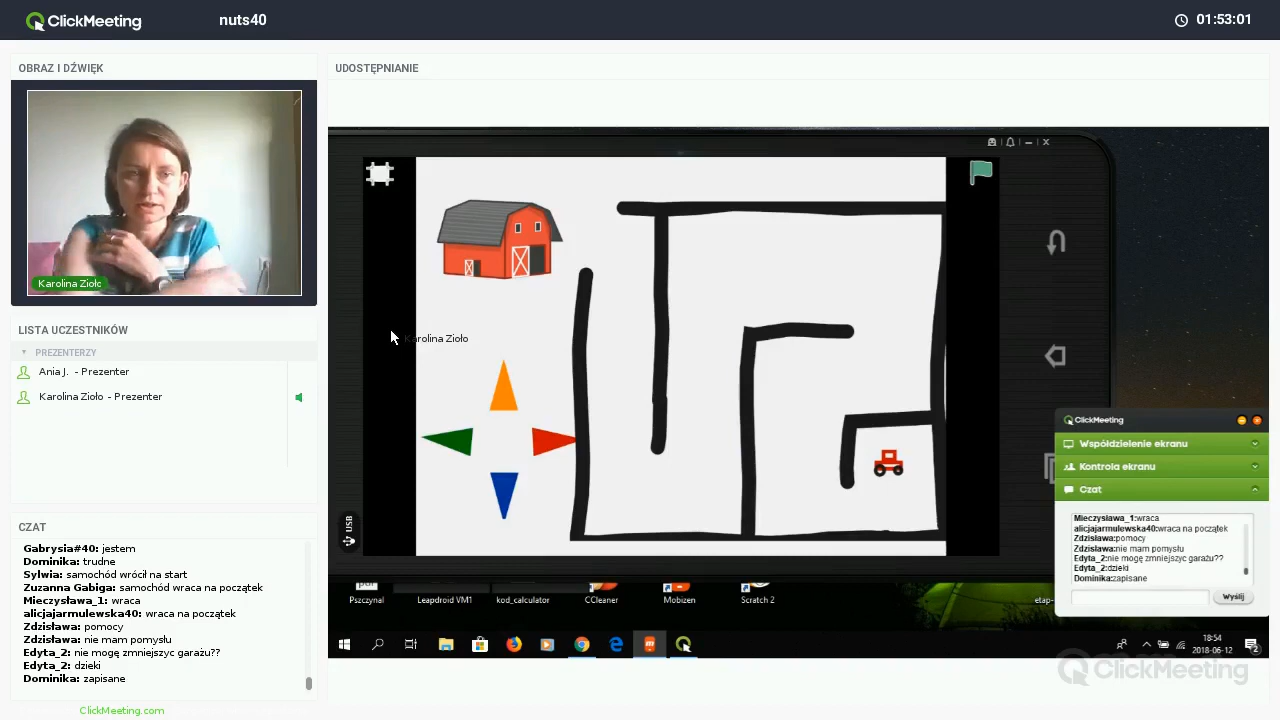 ClickMeeting
nuts40
01:53:01
OBRAZ I DŹWIĘK
UDOSTĘPNIANIE
Karolina Zioło
LISTA UCZESTNIKÓW
PREZENTERZY
Ania J. - Prezenter
Karolina Zioło - Prezenter
CZAT
Gabrysia#40: jestem
Dominika: trudne
Sylwia: samochód wrócił na start
Zuzanna Gabiga: samochód wraca na początek
Mieczysława_1: wraca
alicjajarmulewska40: wraca na początek
Zdzisława: pomocy
Zdzisława: nie mam pomysłu
Edyta_2: nie mogę zmniejszyc garażu??
Edyta_2: dzieki
Dominika: zapisane
ClickMeeting.com
Karolina Zioło
USB
Pszczynal
Leapdroid VM1
kod_calculator
CCleaner
Mobizen
Scratch 2
etap-
ClickMeeting
Współdzielenie ekranu
Kontrola ekranu
Czat
Mieczysława_1:wraca
alicjajarmulewska40:wraca na początek
Zdzisława:pomocy
Zdzisława:nie mam pomysłu
Edyta_2:nie mogę zmniejszyc garażu??
Edyta_2:dzieki
Dominika:zapisane
Wyślij
18:54
2018-06-12
2
ClickMeeting